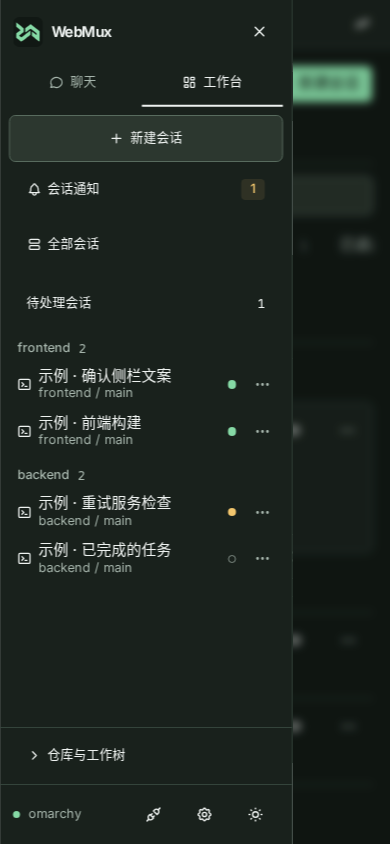 WebMux
聊天
工作台
新建会话
会话通知 1
全部会话
待处理会话 1
frontend 2
示例 · 确认侧栏文案
frontend / main
示例 · 前端构建
frontend / main
backend 2
示例 · 重试服务检查
backend / main
示例 · 已完成的任务
backend / main
仓库与工作树
omarchy